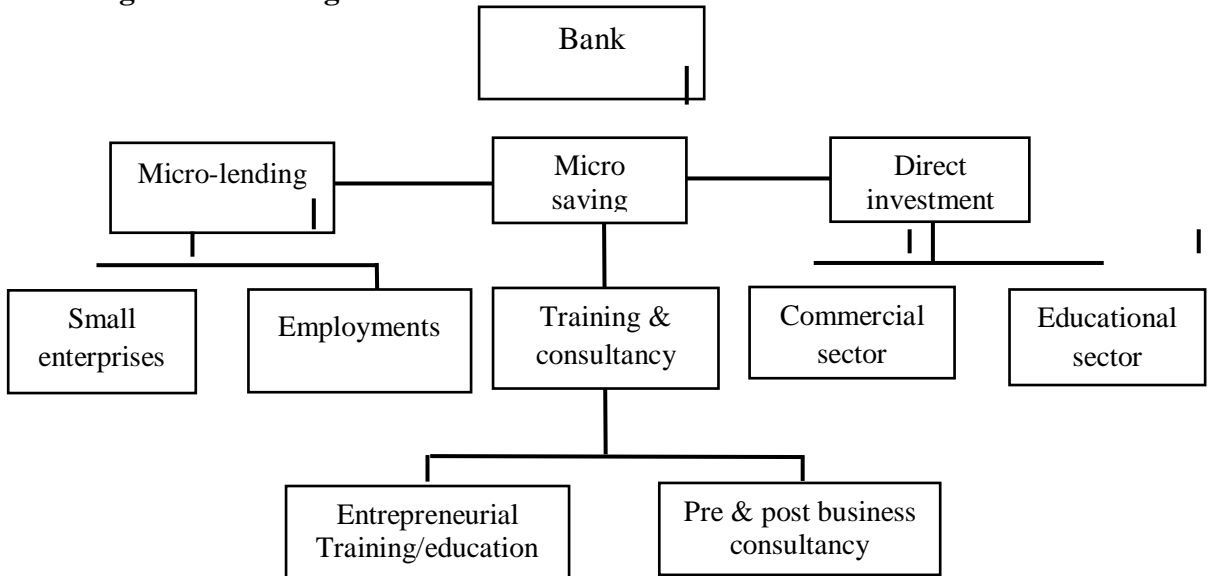 Bank
Micro-lending
Micro
saving
Direct
investment
Small
enterprises
Employments
Training &
consultancy
Commercial
sector
Educational
sector
Entrepreneurial
Training/education
Pre & post business
consultancy